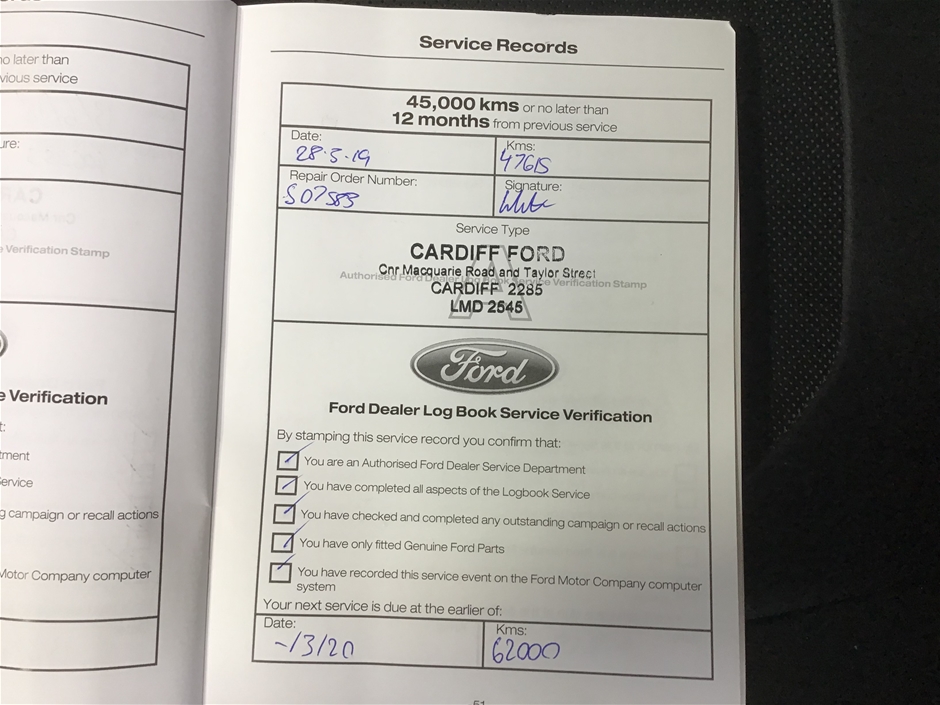 no later than
vious service
ure:
e Verification Stamp
e Verification
t:
tment
ervice
g campaign or recall actions
Motor Company computer
Service Records
45,000 kms or no later than
12 months from previous service
Date:
28.3.19
Kms:
47615
Repair Order Number:
S07583
Signature:
Service Type
A
CARDIFF FORD
Cnr Macquarie Road and Taylor Street
Authorised Ford Dealer Log Book Service Verification Stamp
CARDIFF 2285
LMD 2545
Ford
Ford Dealer Log Book Service Verification
By stamping this service record you confirm that:
You are an Authorised Ford Dealer Service Department
You have completed all aspects of the Logbook Service
You have checked and completed any outstanding campaign or recall actions
You have only fitted Genuine Ford Parts
You have recorded this service event on the Ford Motor Company computer
system
Your next service is due at the earlier of:
Date:
-/3/20
Kms:
62000
51